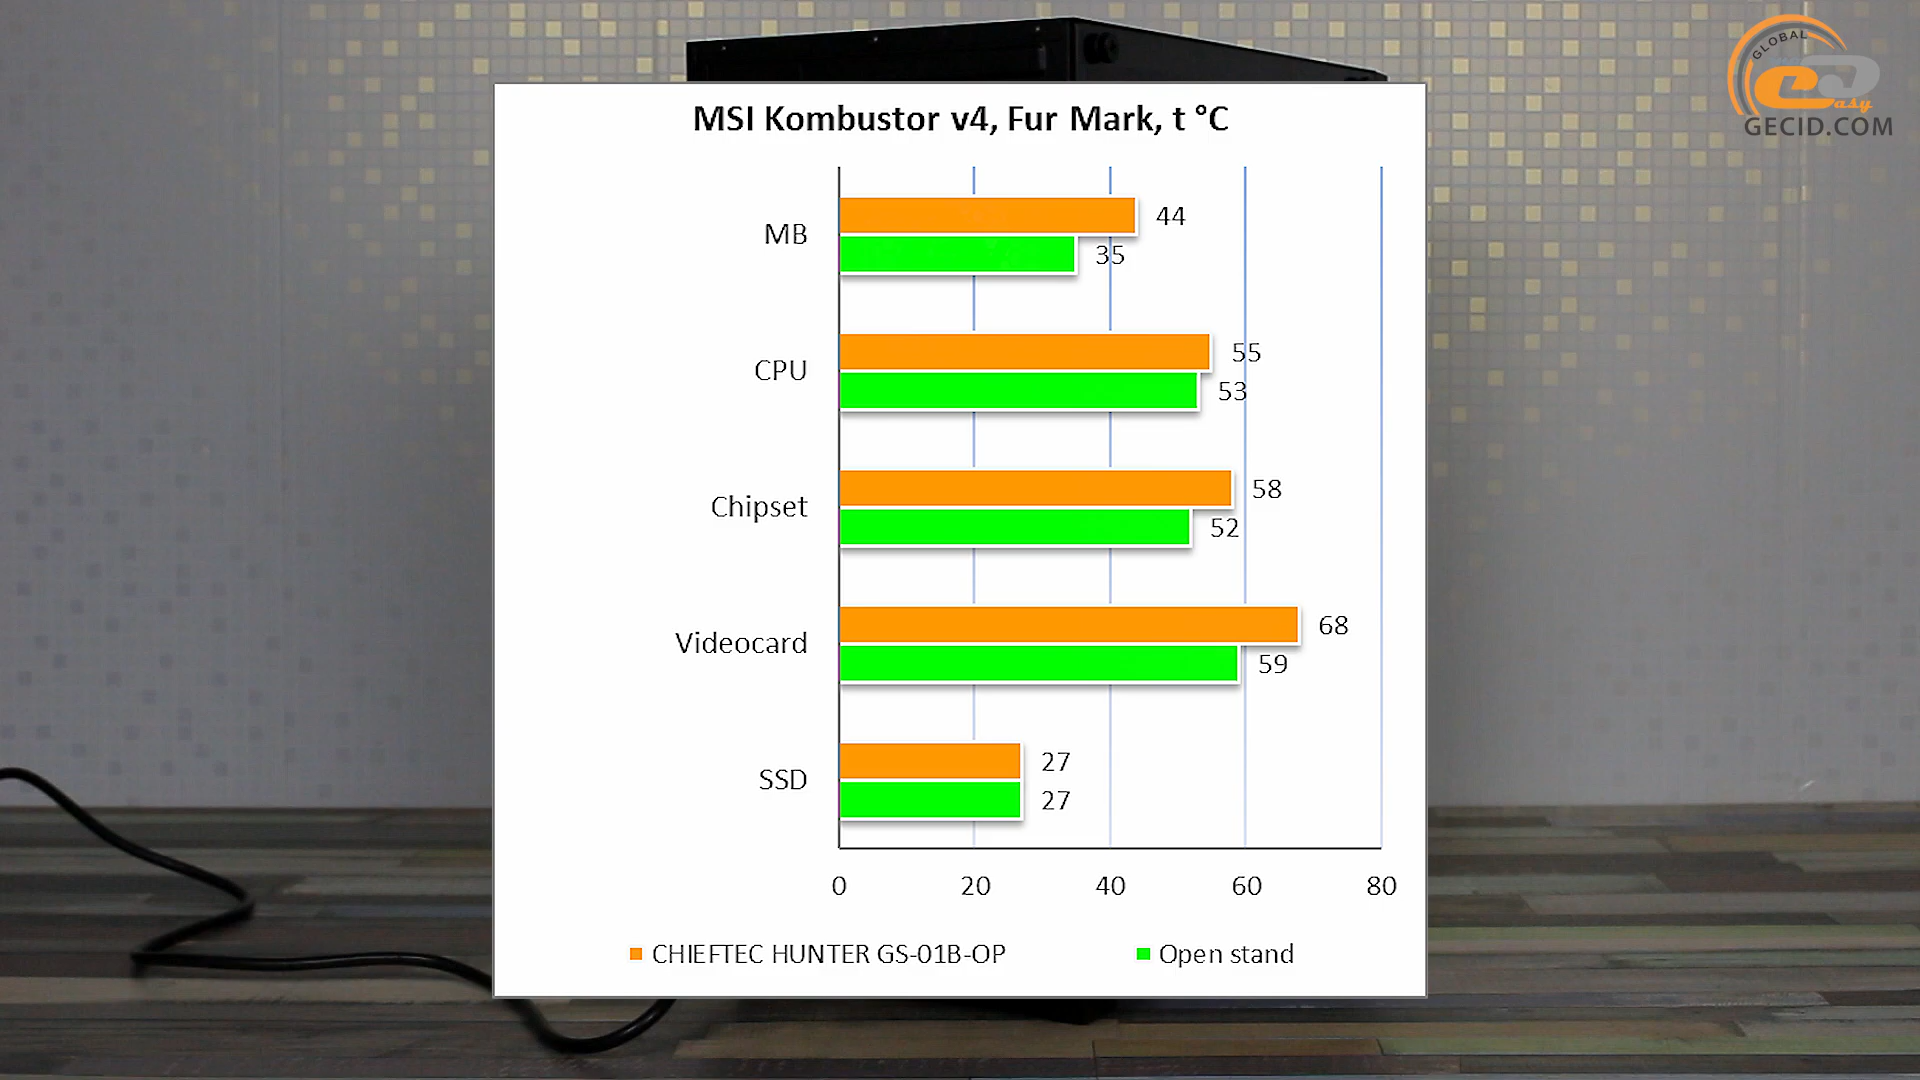 GLOBAL
easy
GECID.COM
MSI Kombustor v4, Fur Mark, t °C
MB
44
35
CPU
55
53
Chipset
58
52
Videocard
68
59
SSD
27
27
0 20 40 60 80
CHIEFTEC HUNTER GS-01B-OP
Open stand